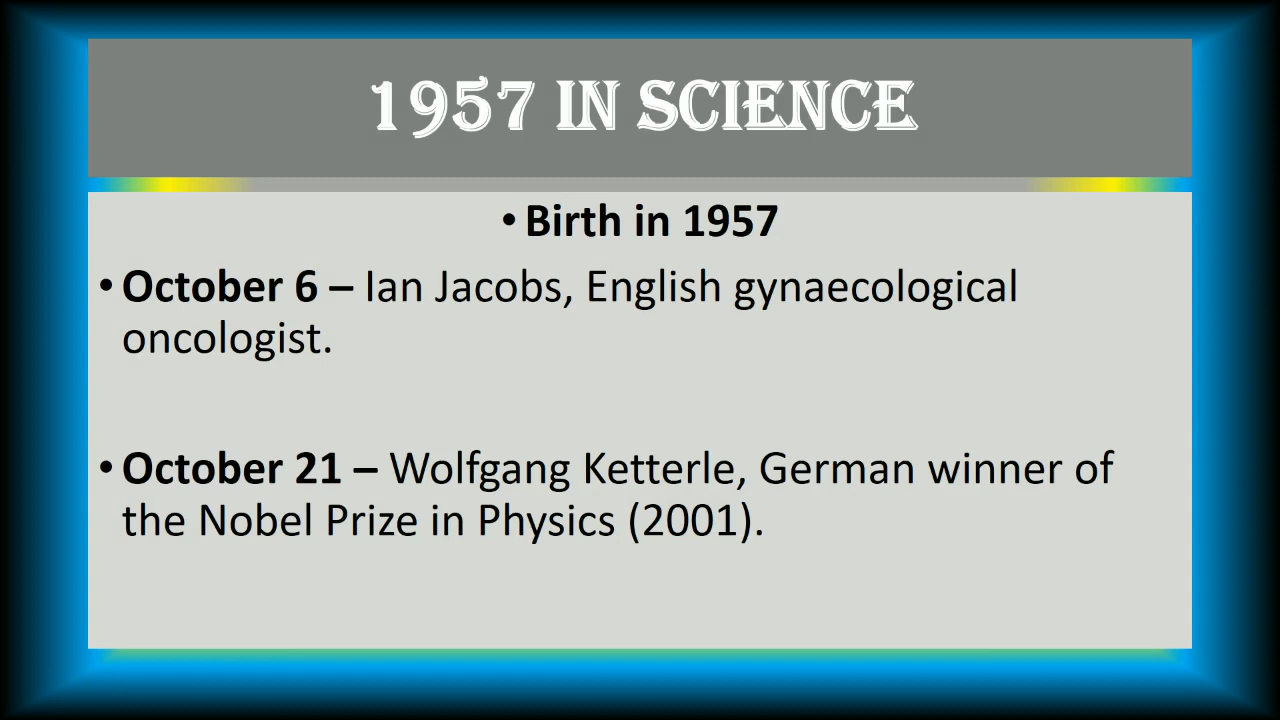 1957 IN SCIENCE
• Birth in 1957
• October 6 – Ian Jacobs, English gynaecological
oncologist.
• October 21 – Wolfgang Ketterle, German winner of
the Nobel Prize in Physics (2001).